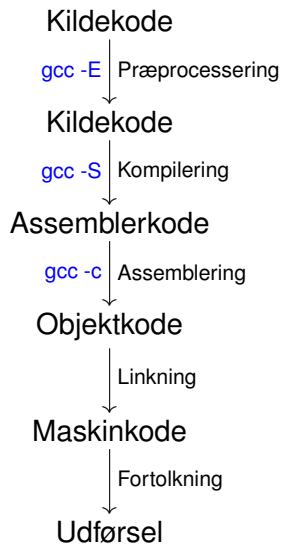 Kildekode
gcc -E Præprocessering
Kildekode
gcc -S Kompilering
Assemblerkode
gcc -c Assemblering
Objektkode
Linkning
Maskinkode
Fortolkning
Udførsel